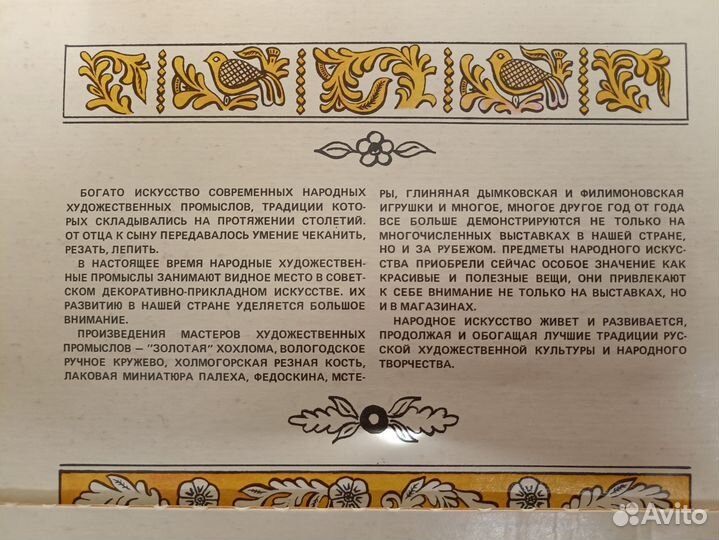 БОГАТО ИСКУССТВО СОВРЕМЕННЫХ НАРОДНЫХ
ХУДОЖЕСТВЕННЫХ ПРОМЫСЛОВ, ТРАДИЦИИ КОТО-
РЫХ СКЛАДЫВАЛИСЬ НА ПРОТЯЖЕНИИ СТОЛЕТИЙ.
ОТ ОТЦА К СЫНУ ПЕРЕДАВАЛОСЬ УМЕНИЕ ЧЕКАНИТЬ,
РЕЗАТЬ, ЛЕПИТЬ.
В НАСТОЯЩЕЕ ВРЕМЯ НАРОДНЫЕ ХУДОЖЕСТВЕН-
НЫЕ ПРОМЫСЛЫ ЗАНИМАЮТ ВИДНОЕ МЕСТО В СОВЕТ-
СКОМ ДЕКОРАТИВНО-ПРИКЛАДНОМ ИСКУССТВЕ. ИХ
РАЗВИТИЮ В НАШЕЙ СТРАНЕ УДЕЛЯЕТСЯ БОЛЬШОЕ
ВНИМАНИЕ.
ПРОИЗВЕДЕНИЯ МАСТЕРОВ ХУДОЖЕСТВЕННЫХ
ПРОМЫСЛОВ — "ЗОЛОТАЯ" ХОХЛОМА, ВОЛОГОДСКОЕ
РУЧНОЕ КРУЖЕВО, ХОЛМОГОРСКАЯ РЕЗНАЯ КОСТЬ,
ЛАКОВАЯ МИНИАТЮРА ПАЛЕХА, ФЕДОСКИНА, МСТЕ-
РЫ, ГЛИНЯНАЯ ДЫМКОВСКАЯ И ФИЛИМОНОВСКАЯ
ИГРУШКИ И МНОГОЕ, МНОГОЕ ДРУГОЕ ГОД ОТ ГОДА
ВСЕ БОЛЬШЕ ДЕМОНСТРИРУЮТСЯ НЕ ТОЛЬКО НА
МНОГОЧИСЛЕННЫХ ВЫСТАВКАХ В НАШЕЙ СТРАНЕ,
НО И ЗА РУБЕЖОМ. ПРЕДМЕТЫ НАРОДНОГО ИСКУС-
СТВА ПРИОБРЕЛИ СЕЙЧАС ОСОБОЕ ЗНАЧЕНИЕ КАК
КРАСИВЫЕ И ПОЛЕЗНЫЕ ВЕЩИ, ОНИ ПРИВЛЕКАЮТ
К СЕБЕ ВНИМАНИЕ НЕ ТОЛЬКО НА ВЫСТАВКАХ, НО
И В МАГАЗИНАХ.
НАРОДНОЕ ИСКУССТВО ЖИВЕТ И РАЗВИВАЕТСЯ,
ПРОДОЛЖАЯ И ОБОГАЩАЯ ЛУЧШИЕ ТРАДИЦИИ РУС-
СКОЙ ХУДОЖЕСТВЕННОЙ КУЛЬТУРЫ И НАРОДНОГО
ТВОРЧЕСТВА.
Avito